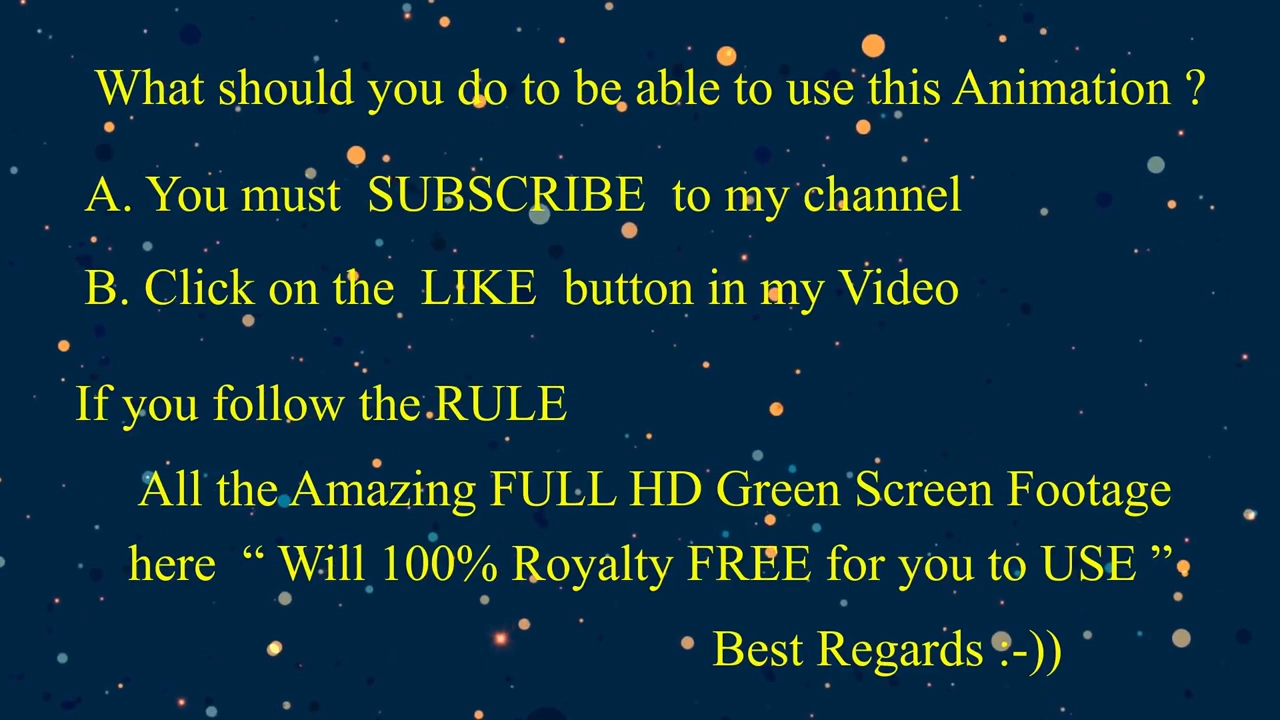 What should you do to be able to use this Animation ?
A. You must SUBSCRIBE to my channel
B. Click on the LIKE button in my Video
If you follow the RULE
All the Amazing FULL HD Green Screen Footage
here “ Will 100% Royalty FREE for you to USE ”
Best Regards :-))